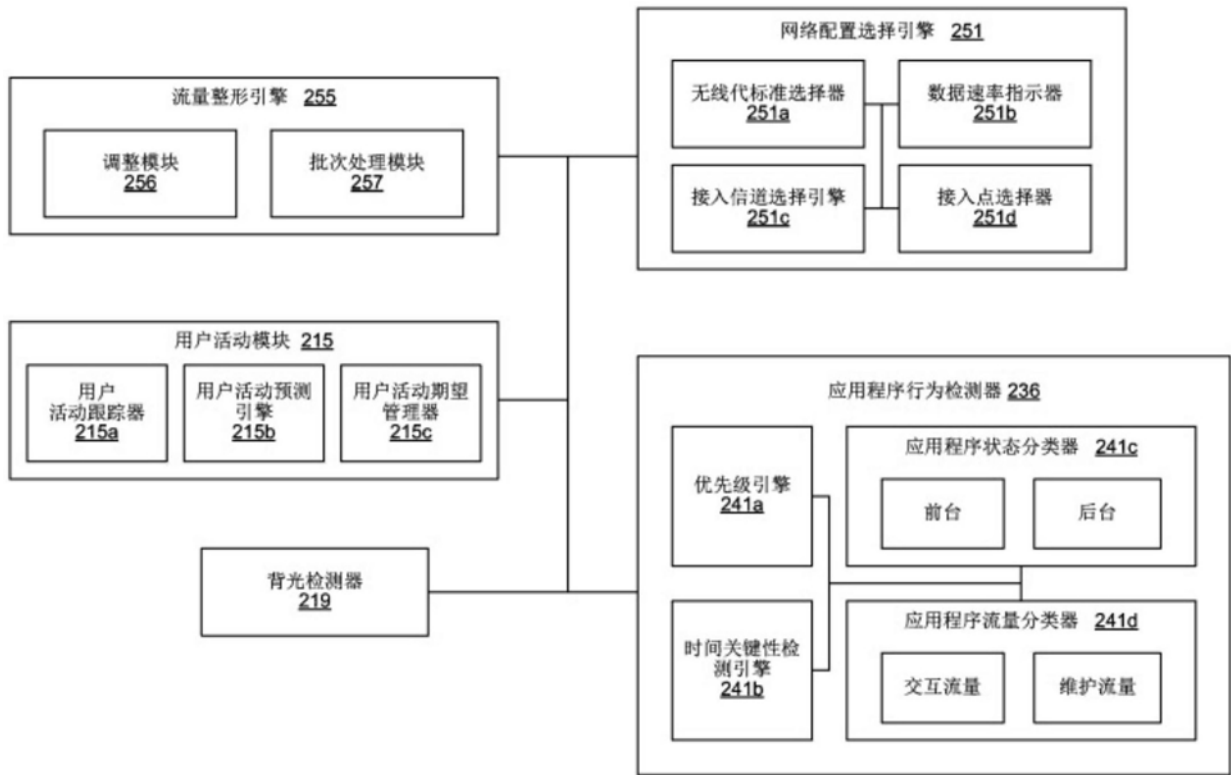 流量整形引擎 255
调整模块
256
批次处理模块
257
网络配置选择引擎 251
无线代标准选择器
251a
数据速率指示器
251b
接入信道选择引擎
251c
接入点选择器
251d
用户活动模块 215
用户
活动跟踪器
215a
用户活动预测
引擎
215b
用户活动期望
管理器
215c
背光检测器
219
应用程序行为检测器 236
优先级引擎
241a
应用程序状态分类器 241c
前台
后台
时间关键性检
测引擎
241b
应用程序流量分类器 241d
交互流量
维护流量